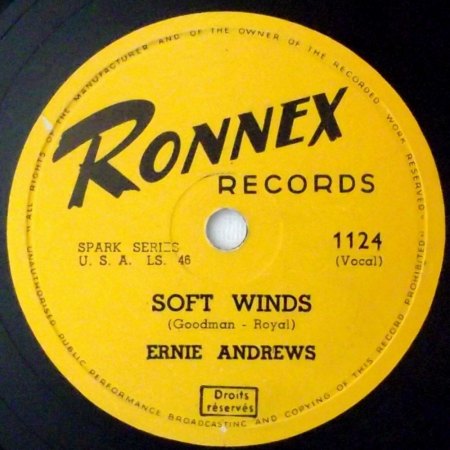 "ALL RIGHTS OF THE MANUFACTURER AND OF THE OWNER OF THE RECORDED WORK RESERVED"
RONNEX
RECORDS
SPARK SERIES
U. S. A. LS. 46
1124
(Vocal)
SOFT WINDS
(Goodman - Royal)
ERNIE ANDREWS
Droits
réservés
UNAUTHORISED PUBLIC PERFORMANCE BROADCASTING AND COPYING OF THIS RECORD PROHIBITED